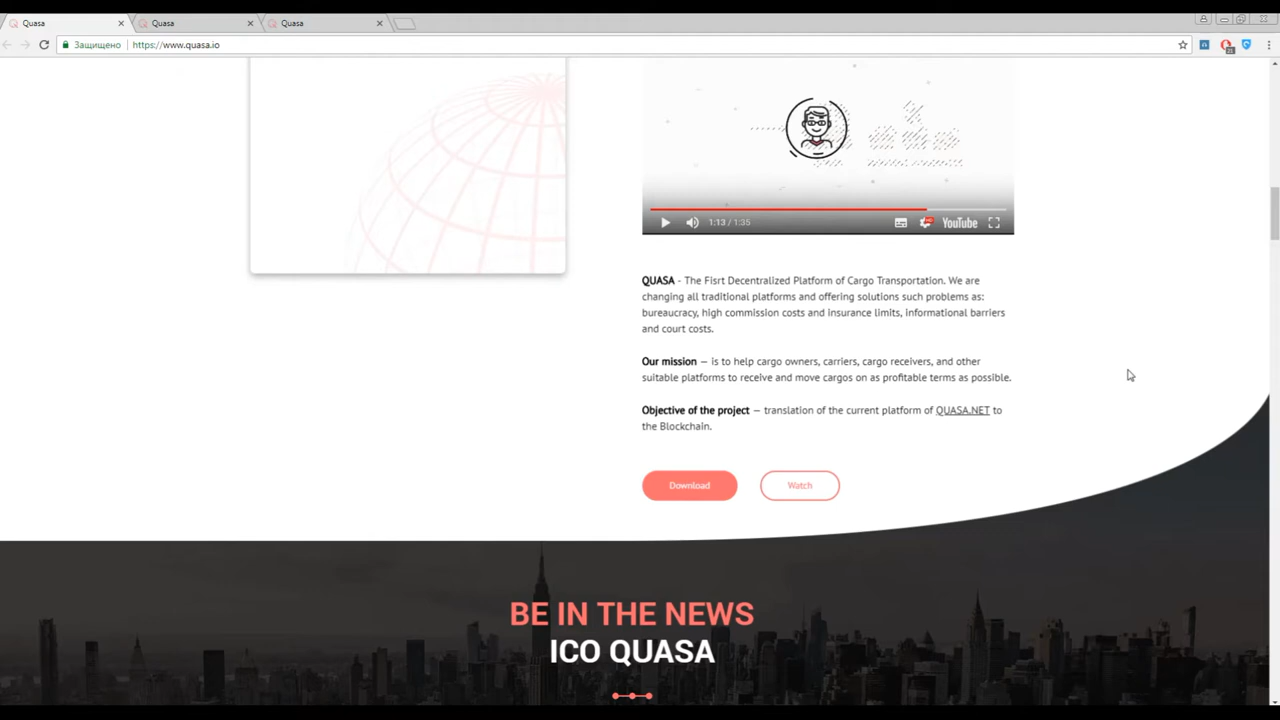 Quasa
Quasa
Quasa
Защищено
https://www.quasa.io
21
1:13 / 1:35
HD
YouTube
QUASA - The Fisrt Decentralized Platform of Cargo Transportation. We are
changing all traditional platforms and offering solutions such problems as:
bureaucracy, high commission costs and insurance limits, informational barriers
and court costs.
Our mission — is to help cargo owners, carriers, cargo receivers, and other
suitable platforms to receive and move cargos on as profitable terms as possible.
Objective of the project — translation of the current platform of QUASA.NET to
the Blockchain.
Download
Watch
BE IN THE NEWS
ICO QUASA